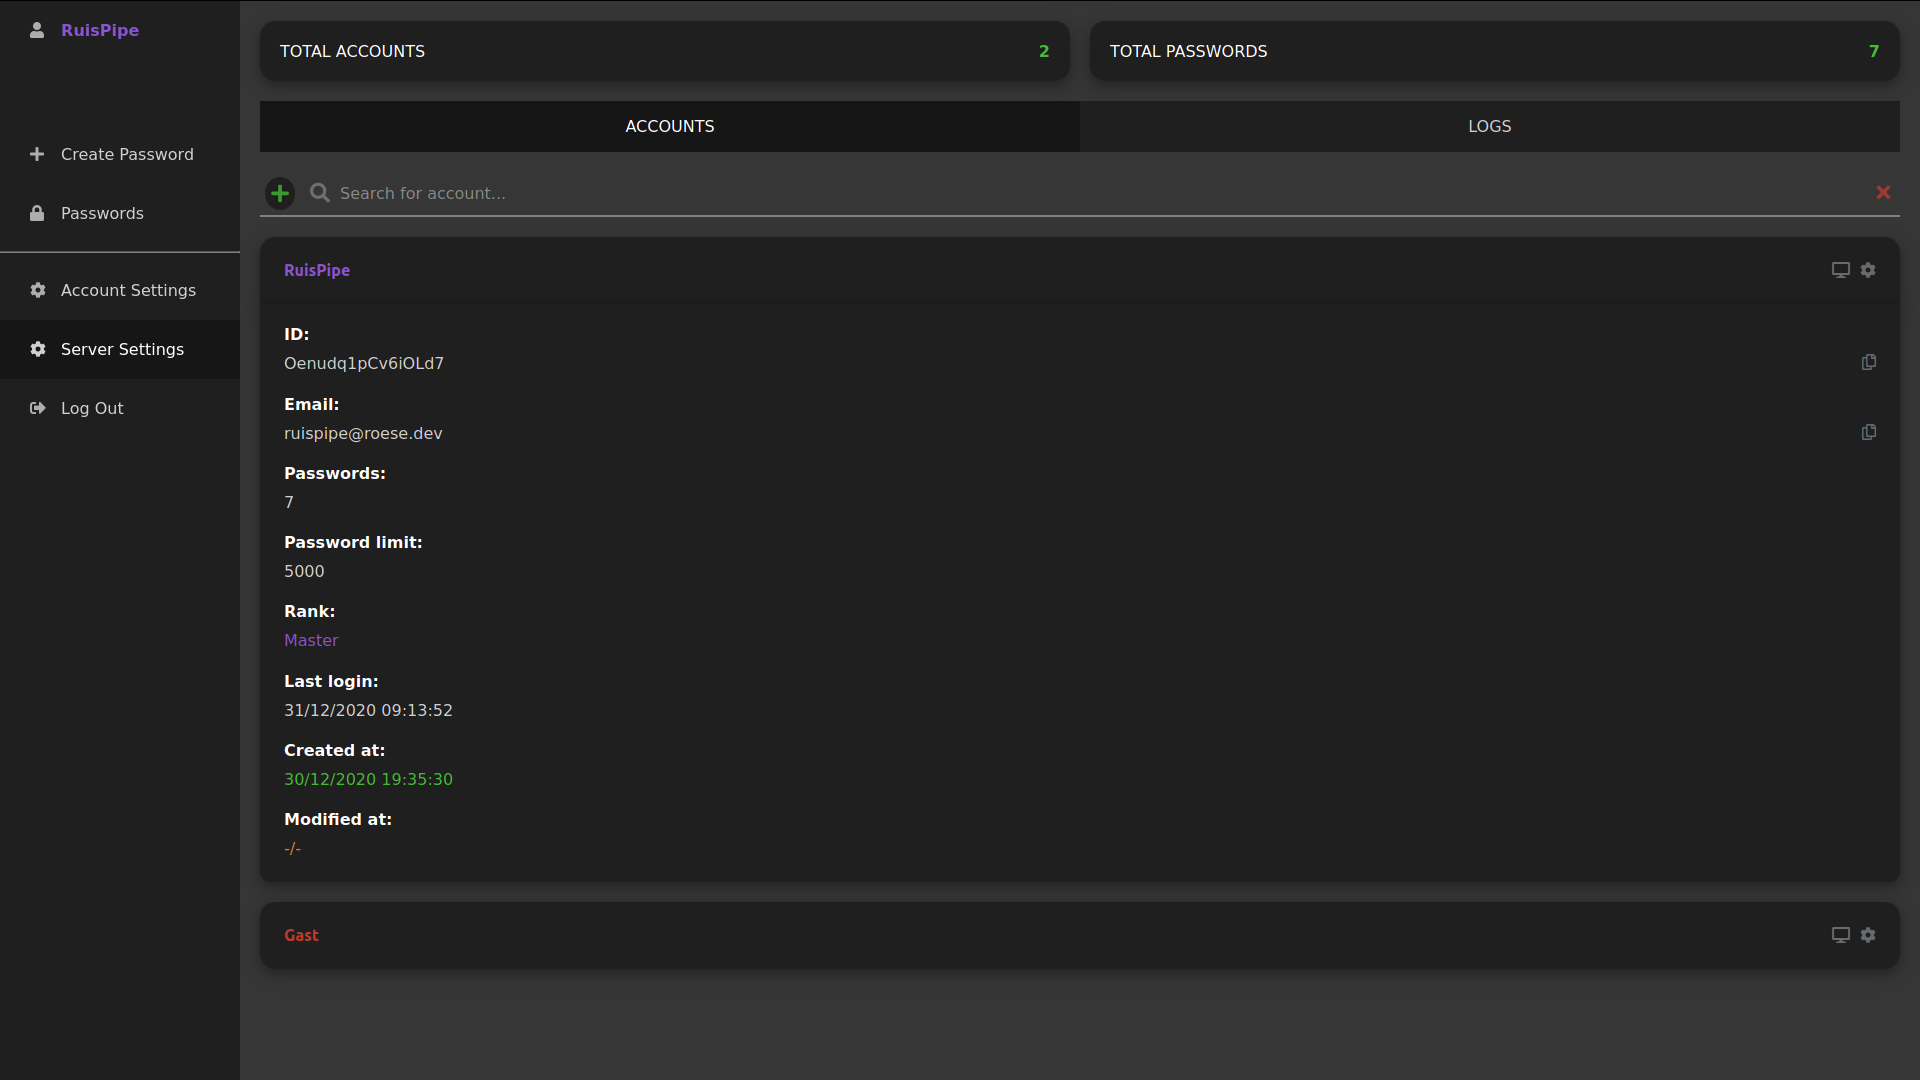 RuisPipe
Create Password
Passwords
Account Settings
Server Settings
Log Out
TOTAL ACCOUNTS 2
TOTAL PASSWORDS 7
ACCOUNTS
LOGS
Search for account...
RuisPipe
ID:
Oenudq1pCv6iOLd7
Email:
ruispipe@roese.dev
Passwords:
7
Password limit:
5000
Rank:
Master
Last login:
31/12/2020 09:13:52
Created at:
30/12/2020 19:35:30
Modified at:
-/-
Gast